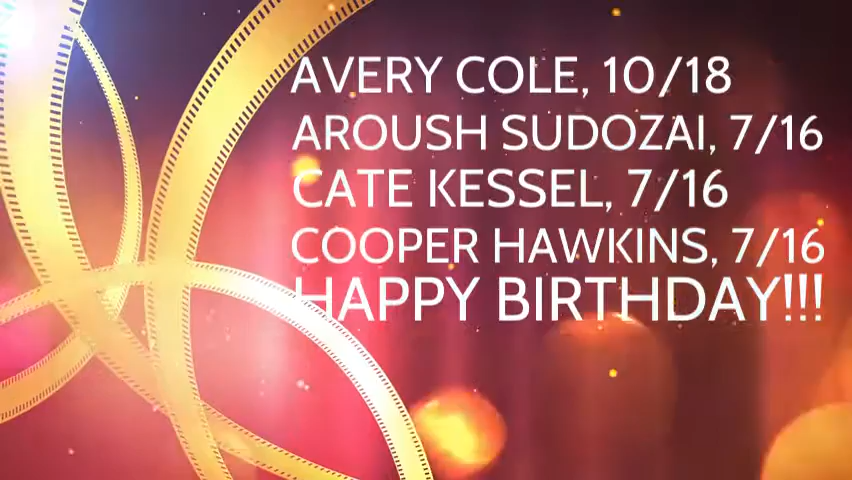 AVERY COLE, 10/18
AROUSH SUDOZAI, 7/16
CATE KESSEL, 7/16
COOPER HAWKINS, 7/16
HAPPY BIRTHDAY!!!